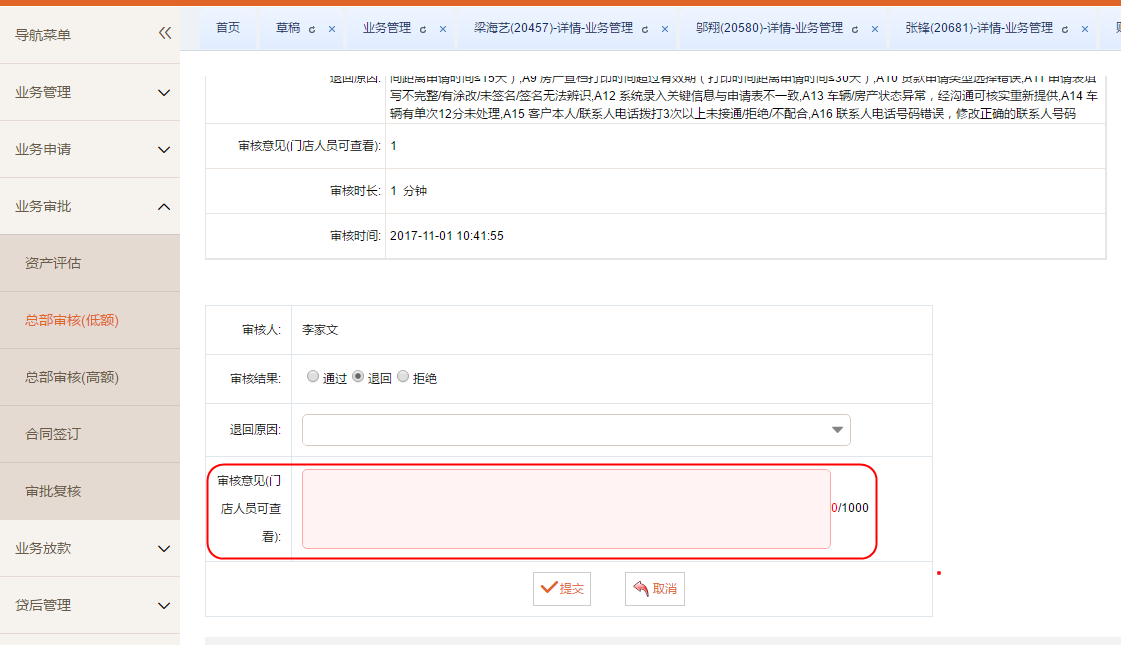 导航菜单
首页 草稿 业务管理 梁海艺(20457)-详情-业务管理 邬翔(20580)-详情-业务管理 张锋(20681)-详情-业务管理
业务管理
业务申请
业务审批
资产评估
总部审核(低额)
总部审核(高额)
合同签订
审批复核
业务放款
贷后管理
退回原因: 间距离申请时间≤15天）,A9 房产查档打印时间超过有效期（打印时间距离申请时间≤30天）,A10 贷款申请类型选择错误,A11 申请表填
写不完整/有涂改/未签名/签名无法辨识,A12 系统录入关键信息与申请表不一致,A13 车辆/房产状态异常，经沟通可核实重新提供,A14 车
辆有单次12分未处理,A15 客户本人/联系人电话拨打3次以上未接通/拒绝/不配合,A16 联系人电话号码错误，修改正确的联系人号码
审核意见(门店人员可查看): 1
审核时长: 1 分钟
审核时间: 2017-11-01 10:41:55
审核人: 李家文
审核结果: 通过 退回 拒绝
退回原因:
审核意见(门
店人员可查
看):
0/1000
提交 取消